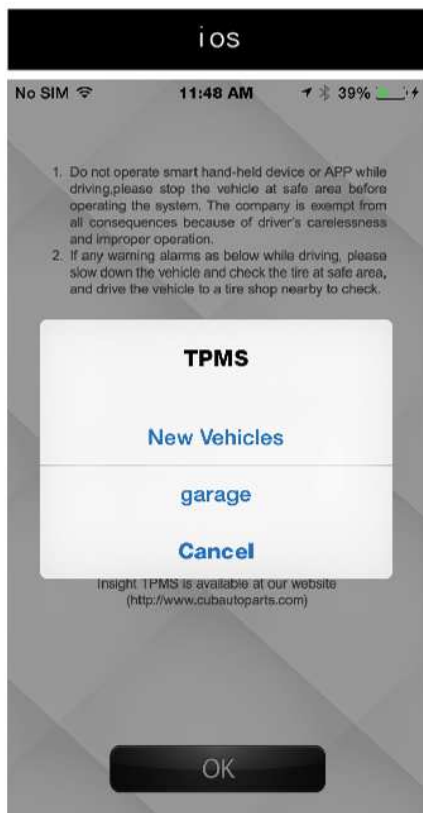 ios
No SIM 11:48 AM 39%
1. Do not operate smart hand-held device or APP while
driving,please stop the vehicle at safe area before
operating the system. The company is exempt from
all consequences because of driver's carelessness
and improper operation.
2. If any warning alarms as below while driving, please
slow down the vehicle and check the tire at safe area,
and drive the vehicle to a tire shop nearby to check.
TPMS
New Vehicles
garage
Cancel
Insight TPMS is available at our website
(http://www.cubautoparts.com)
OK